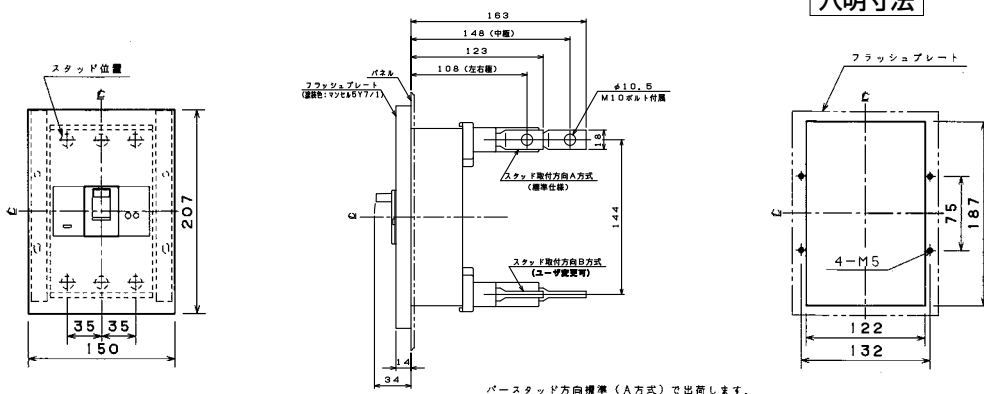 穴明寸法
スタッド位置
℄
℄
207
35
35
150
163
148(中極)
123
108(左右極)
パネル
フラッシュプレート
(塗装色:マンセル5Y7/1)
φ10.5
M10ボルト付属
18
スタッド取付方向A方式
(標準仕様)
℄
144
スタッド取付方向B方式
(ユーザ変更可)
14
34
バースタッド方向標準(A方式)で出荷します。
フラッシュプレート
℄
℄
75
187
4-M5
122
132